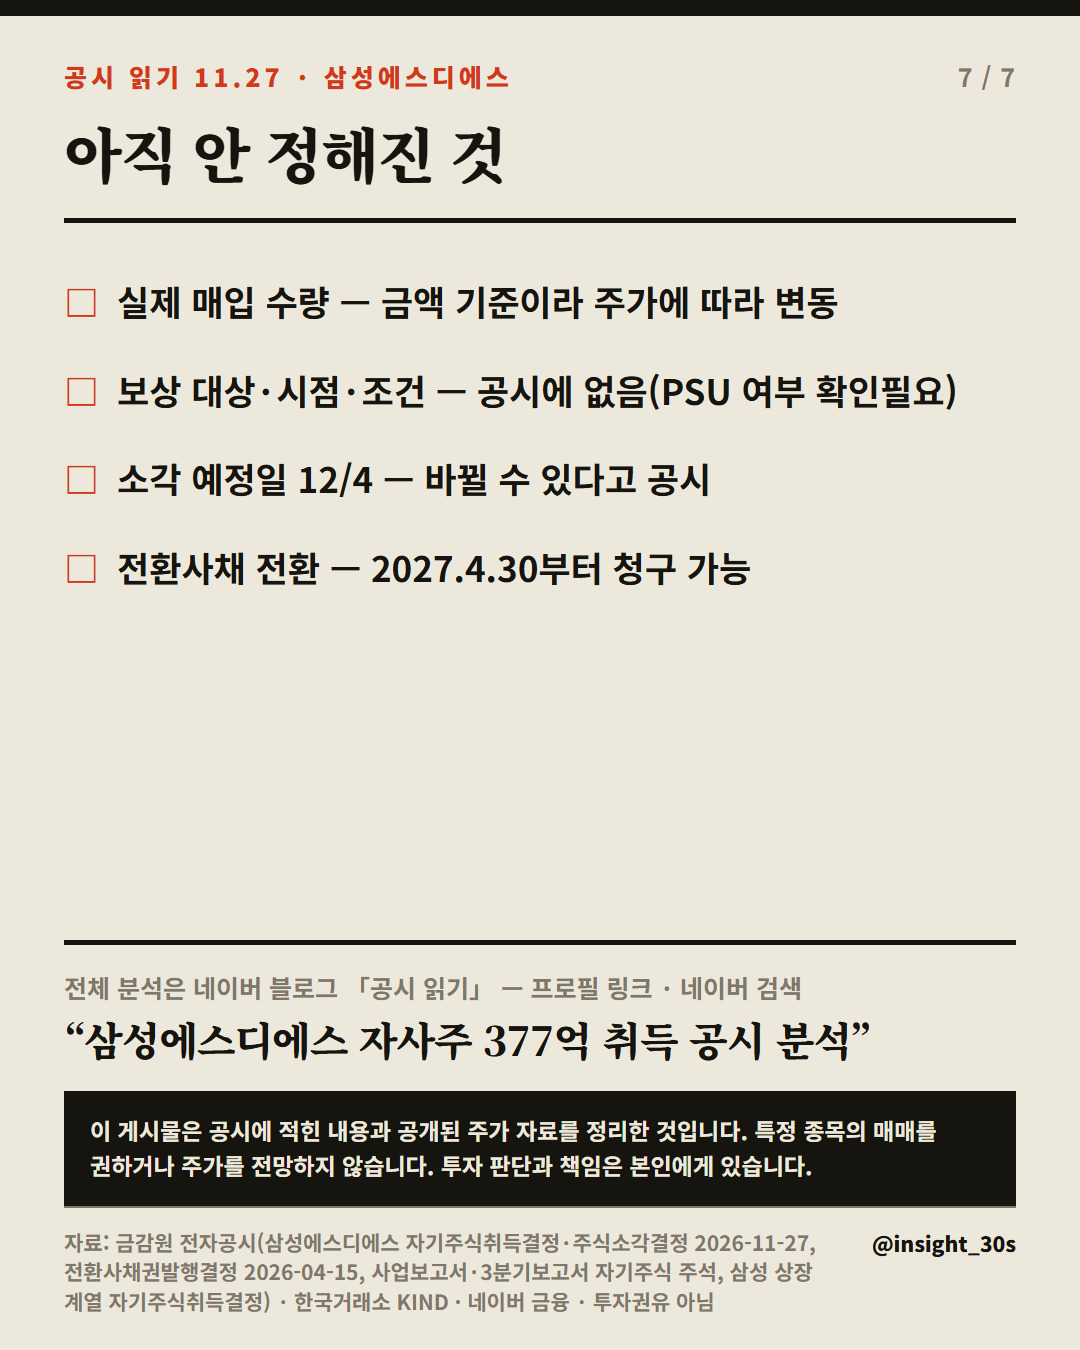 공시 읽기 11.27 · 삼성에스디에스
7 / 7
아직 안 정해진 것
□ 실제 매입 수량 — 금액 기준이라 주가에 따라 변동
□ 보상 대상·시점·조건 — 공시에 없음(PSU 여부 확인필요)
□ 소각 예정일 12/4 — 바뀔 수 있다고 공시
□ 전환사채 전환 — 2027.4.30부터 청구 가능
전체 분석은 네이버 블로그 「공시 읽기」 — 프로필 링크 · 네이버 검색
“삼성에스디에스 자사주 377억 취득 공시 분석”
이 게시물은 공시에 적힌 내용과 공개된 주가 자료를 정리한 것입니다. 특정 종목의 매매를
권하거나 주가를 전망하지 않습니다. 투자 판단과 책임은 본인에게 있습니다.
자료: 금감원 전자공시(삼성에스디에스 자기주식취득결정·주식소각결정 2026-11-27,
전환사채권발행결정 2026-04-15, 사업보고서·3분기보고서 자기주식 주석, 삼성 상장
계열 자기주식취득결정) · 한국거래소 KIND · 네이버 금융 · 투자권유 아님
@insight_30s